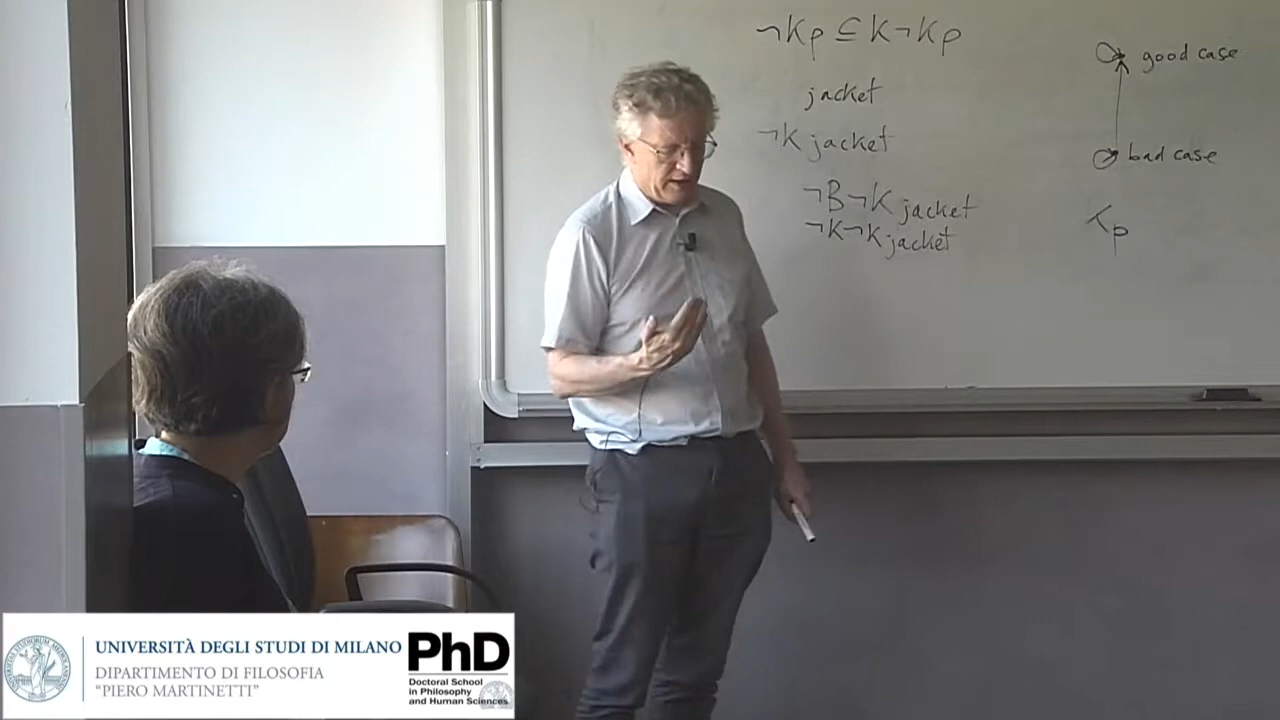 ¬Kp ⊆ K¬Kp
jacket
¬K jacket
¬B¬K jacket
¬K¬K jacket
good case
bad case
UNIVERSITÀ DEGLI STUDI DI MILANO
DIPARTIMENTO DI FILOSOFIA
"PIERO MARTINETTI"
PhD
Doctoral School
in Philosophy
and Human Sciences